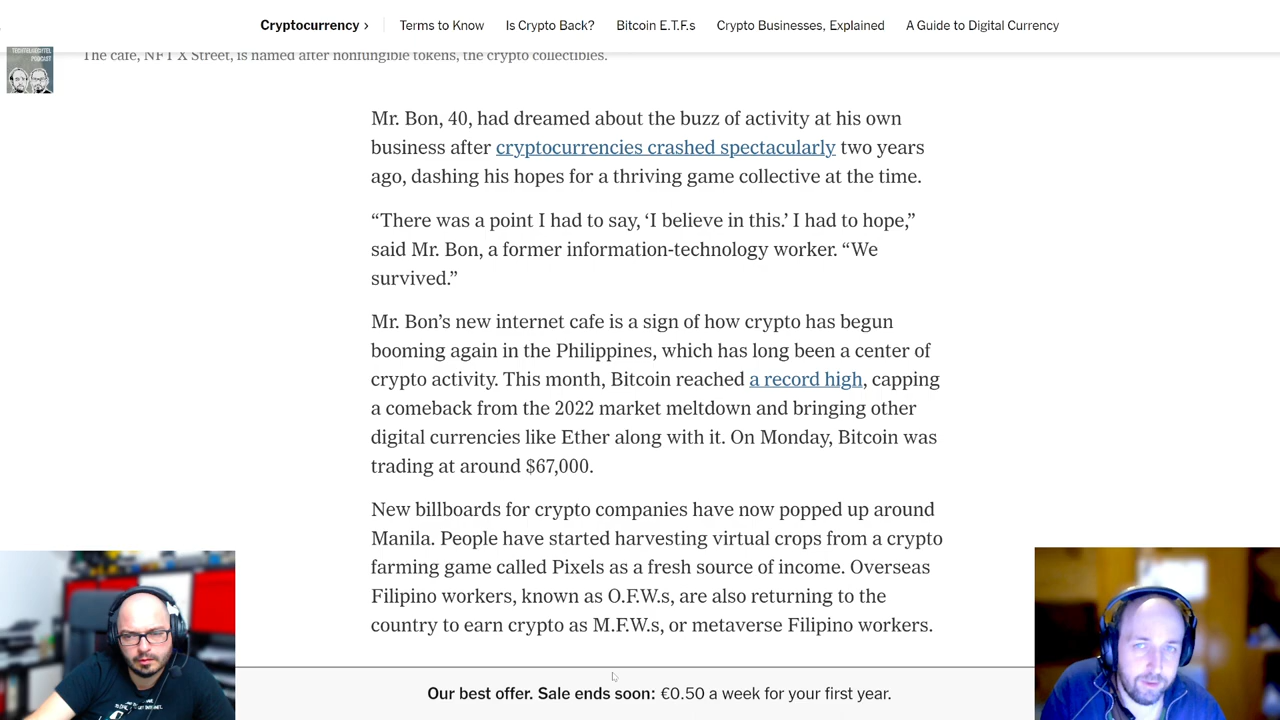 Cryptocurrency › Terms to Know Is Crypto Back? Bitcoin E.T.F.s Crypto Businesses, Explained A Guide to Digital Currency
TECHTELMECHTEL
PODCAST
The cafe, NFT X Street, is named after nonfungible tokens, the crypto collectibles.
Mr. Bon, 40, had dreamed about the buzz of activity at his own
business after cryptocurrencies crashed spectacularly two years
ago, dashing his hopes for a thriving game collective at the time.
“There was a point I had to say, ‘I believe in this.’ I had to hope,”
said Mr. Bon, a former information-technology worker. “We
survived.”
Mr. Bon’s new internet cafe is a sign of how crypto has begun
booming again in the Philippines, which has long been a center of
crypto activity. This month, Bitcoin reached a record high, capping
a comeback from the 2022 market meltdown and bringing other
digital currencies like Ether along with it. On Monday, Bitcoin was
trading at around $67,000.
New billboards for crypto companies have now popped up around
Manila. People have started harvesting virtual crops from a crypto
farming game called Pixels as a fresh source of income. Overseas
Filipino workers, known as O.F.W.s, are also returning to the
country to earn crypto as M.F.W.s, or metaverse Filipino workers.
Our best offer. Sale ends soon: €0.50 a week for your first year.